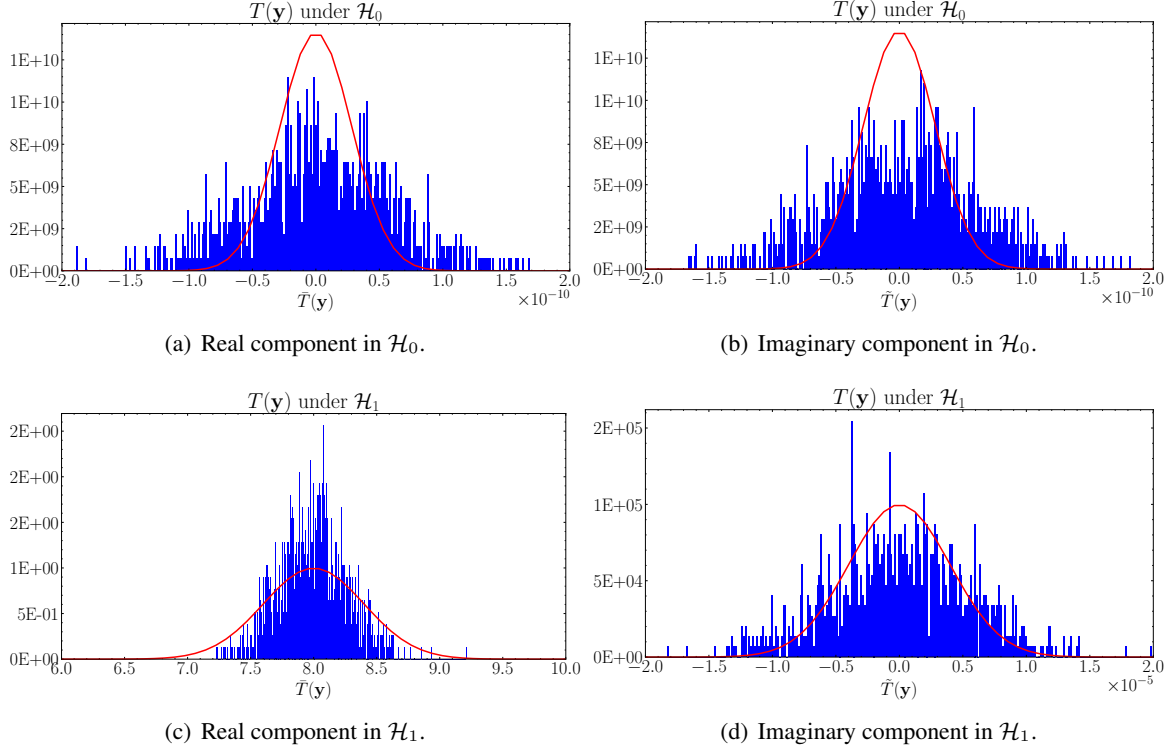 T(y) under H₀
1E+10
1E+10
8E+09
5E+09
2E+09
0E+00
−2.0 −1.5 −1.0 −0.5 0.0 0.5 1.0 1.5 2.0
×10⁻¹⁰
T̄(y)
(a) Real component in H₀.
T(y) under H₀
1E+10
1E+10
8E+09
5E+09
2E+09
0E+00
−2.0 −1.5 −1.0 −0.5 0.0 0.5 1.0 1.5 2.0
×10⁻¹⁰
T̃(y)
(b) Imaginary component in H₀.
T(y) under H₁
2E+00
2E+00
1E+00
5E-01
0E+00
6.0 6.5 7.0 7.5 8.0 8.5 9.0 9.5 10.0
T̄(y)
(c) Real component in H₁.
T(y) under H₁
2E+05
1E+05
5E+04
0E+00
−2.0 −1.5 −1.0 −0.5 0.0 0.5 1.0 1.5 2.0
×10⁻⁵
T̃(y)
(d) Imaginary component in H₁.